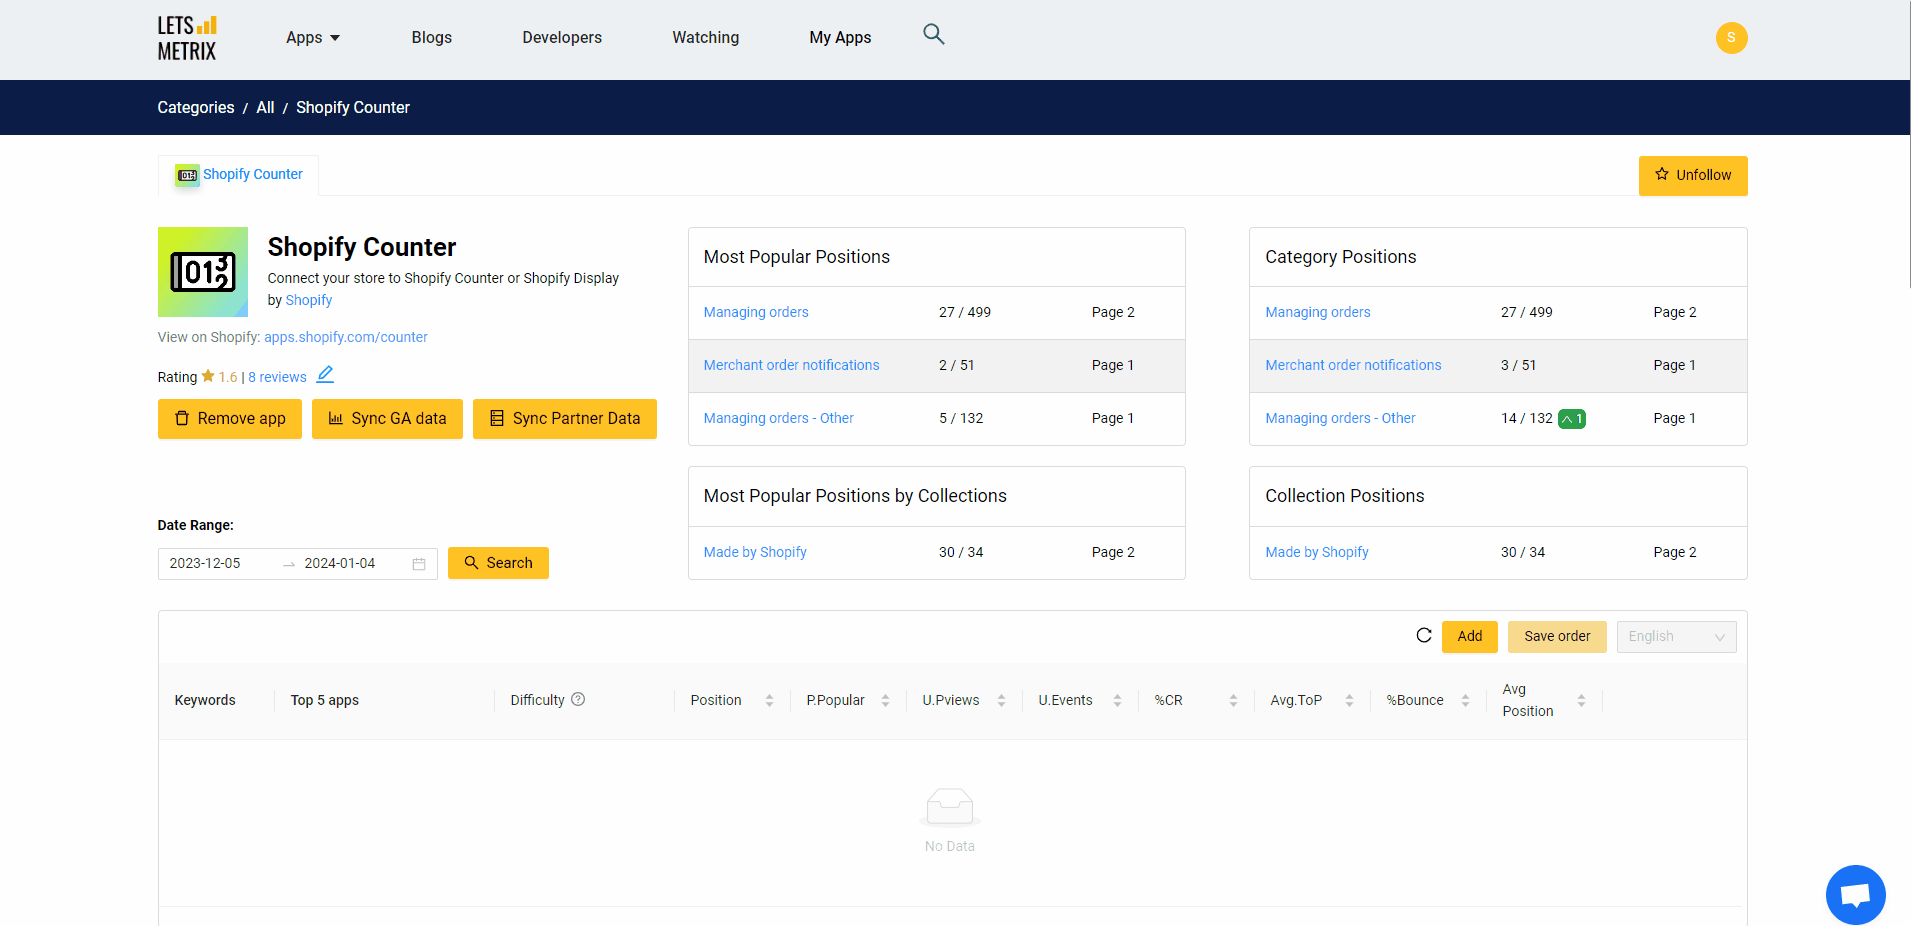 LETS
METRIX
Apps
Blogs
Developers
Watching
My Apps
S
Categories / All / Shopify Counter
Shopify Counter
Unfollow
013
2
Shopify Counter
Connect your store to Shopify Counter or Shopify Display
by Shopify
View on Shopify: apps.shopify.com/counter
Rating 1.6 | 8 reviews
Remove app
Sync GA data
Sync Partner Data
Most Popular Positions
Managing orders 27 / 499 Page 2
Merchant order notifications 2 / 51 Page 1
Managing orders - Other 5 / 132 Page 1
Category Positions
Managing orders 27 / 499 Page 2
Merchant order notifications 3 / 51 Page 1
Managing orders - Other 14 / 132 1 Page 1
Most Popular Positions by Collections
Made by Shopify 30 / 34 Page 2
Collection Positions
Made by Shopify 30 / 34 Page 2
Date Range:
2023-12-05 → 2024-01-04
Search
Add
Save order
English
Keywords
Top 5 apps
Difficulty
Position
P.Popular
U.Pviews
U.Events
%CR
Avg.ToP
%Bounce
Avg
Position
No Data